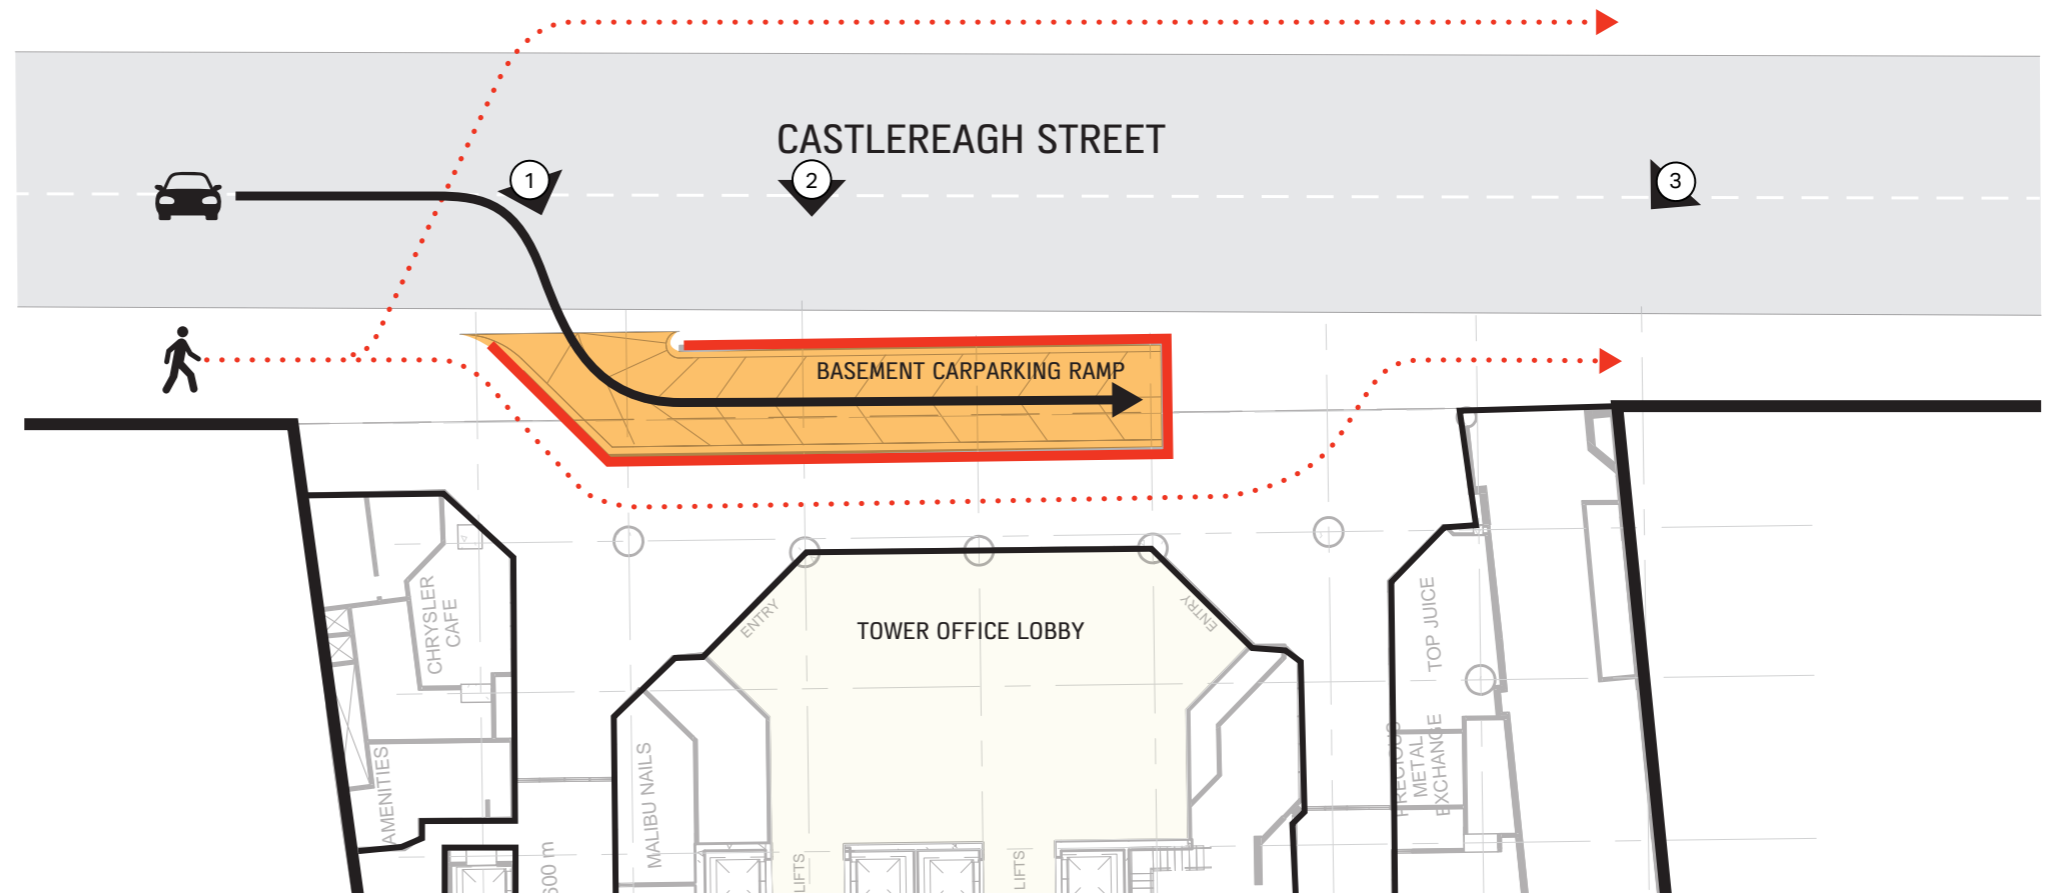 CASTLEREAGH STREET
1
2
3
BASEMENT CARPARKING RAMP
TOWER OFFICE LOBBY
ENTRY
ENTRY
CHRYSLER
CAFE
TOP JUICE
AMENITIES
MALIBU NAILS
PRECIOUS
METAL
EXCHANGE
LIFTS
LIFTS